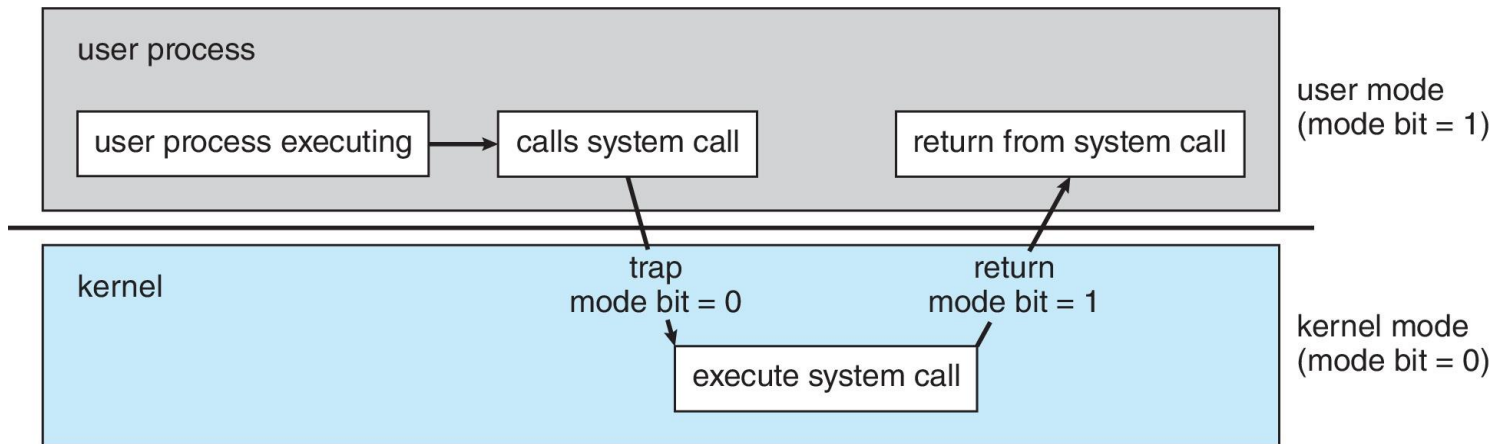 user process
user process executing
calls system call
return from system call
user mode
(mode bit = 1)
kernel
trap
mode bit = 0
return
mode bit = 1
execute system call
kernel mode
(mode bit = 0)